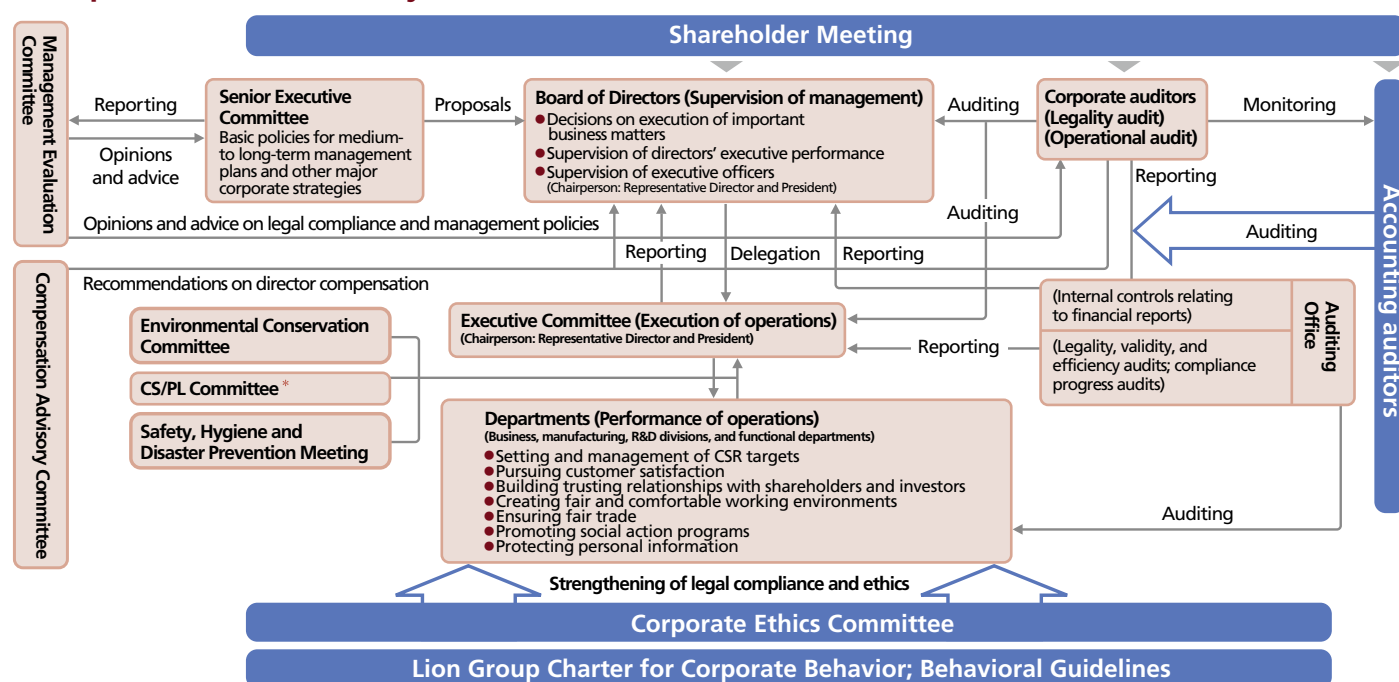 Shareholder Meeting
Management Evaluation
Committee
Reporting
Opinions
and advice
Senior Executive
Committee
Basic policies for medium-
to long-term management
plans and other major
corporate strategies
Proposals
Board of Directors (Supervision of management)
●Decisions on execution of important
business matters
●Supervision of directors' executive performance
●Supervision of executive officers
(Chairperson: Representative Director and President)
Auditing
Corporate auditors
(Legality audit)
(Operational audit)
Monitoring
Accounting auditors
Reporting
Auditing
Auditing
Opinions and advice on legal compliance and management policies
Reporting
Delegation
Reporting
Compensation Advisory Committee
Recommendations on director compensation
Environmental Conservation
Committee
CS/PL Committee *
Safety, Hygiene and
Disaster Prevention Meeting
Executive Committee (Execution of operations)
(Chairperson: Representative Director and President)
Reporting
(Internal controls relating
to financial reports)
(Legality, validity, and
efficiency audits; compliance
progress audits)
Auditing
Office
Departments (Performance of operations)
(Business, manufacturing, R&D divisions, and functional departments)
●Setting and management of CSR targets
●Pursuing customer satisfaction
●Building trusting relationships with shareholders and investors
●Creating fair and comfortable working environments
●Ensuring fair trade
●Promoting social action programs
●Protecting personal information
Auditing
Strengthening of legal compliance and ethics
Corporate Ethics Committee
Lion Group Charter for Corporate Behavior; Behavioral Guidelines